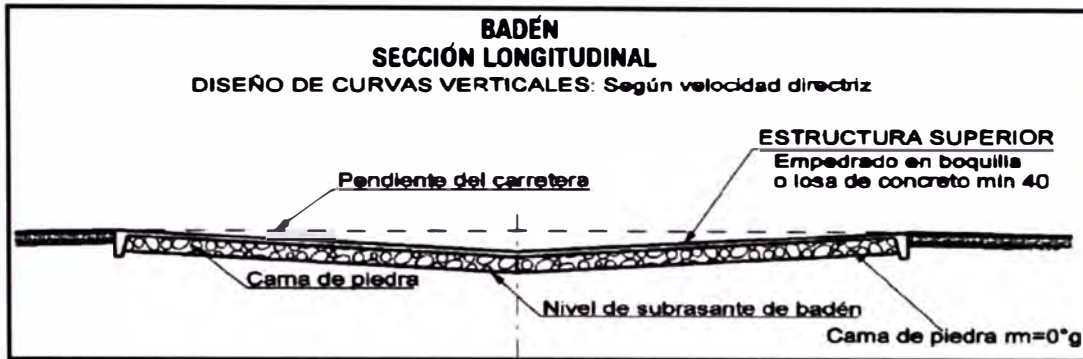 BADÉN
SECCIÓN LONGITUDINAL
DISEÑO DE CURVAS VERTICALES: Según velocidad directriz
ESTRUCTURA SUPERIOR
Empedrado en boquilla
o losa de concreto min 40
Pendiente del carretera
Cama de piedra
Nivel de subrasante de badén
Cama de piedra rm=0°g